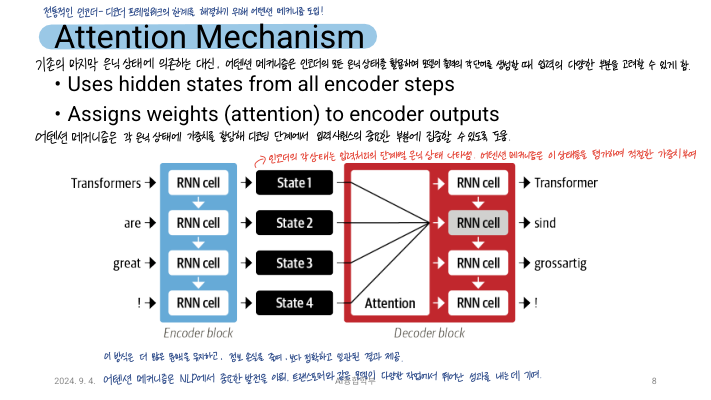 전통적인 인코더-디코더 프레임워크의 한계를 해결하기 위해 어텐션 메커니즘 도입!
Attention Mechanism
기존의 마지막 은닉 상태에 의존하는 대신, 어텐션 메커니즘은 인코더의 모든 은닉 상태를 활용하여 모델이 출력의 각 단계를 생성할 때 입력의 다양한 부분을 고려할 수 있게 함.
• Uses hidden states from all encoder steps
• Assigns weights (attention) to encoder outputs
어텐션 메커니즘은 각 은닉 상태에 가중치를 할당해 디코딩 단계에서 입력 시퀀스의 중요한 부분에 집중할 수 있도록 도움.
인코더의 각 상태는 입력처리의 단계별 은닉 상태 나타냄. 어텐션 메커니즘은 이 상태들을 평가하여 적절한 가중치 부여
Transformers RNN cell State 1 RNN cell Transformer
are RNN cell State 2 RNN cell sind
great RNN cell State 3 RNN cell grossartig
! RNN cell State 4 Attention RNN cell !
Encoder block Decoder block
이 방식은 더 많은 문맥을 유지하고, 정보 손실을 줄여, 보다 정확하고 일관된 결과 제공.
2024. 9. 4. 어텐션 메커니즘은 NLP에서 중요한 발전을 이뤄, 트랜스포머와 같은 모델이 다양한 작업에서 뛰어난 성과를 내는데 기여.
8